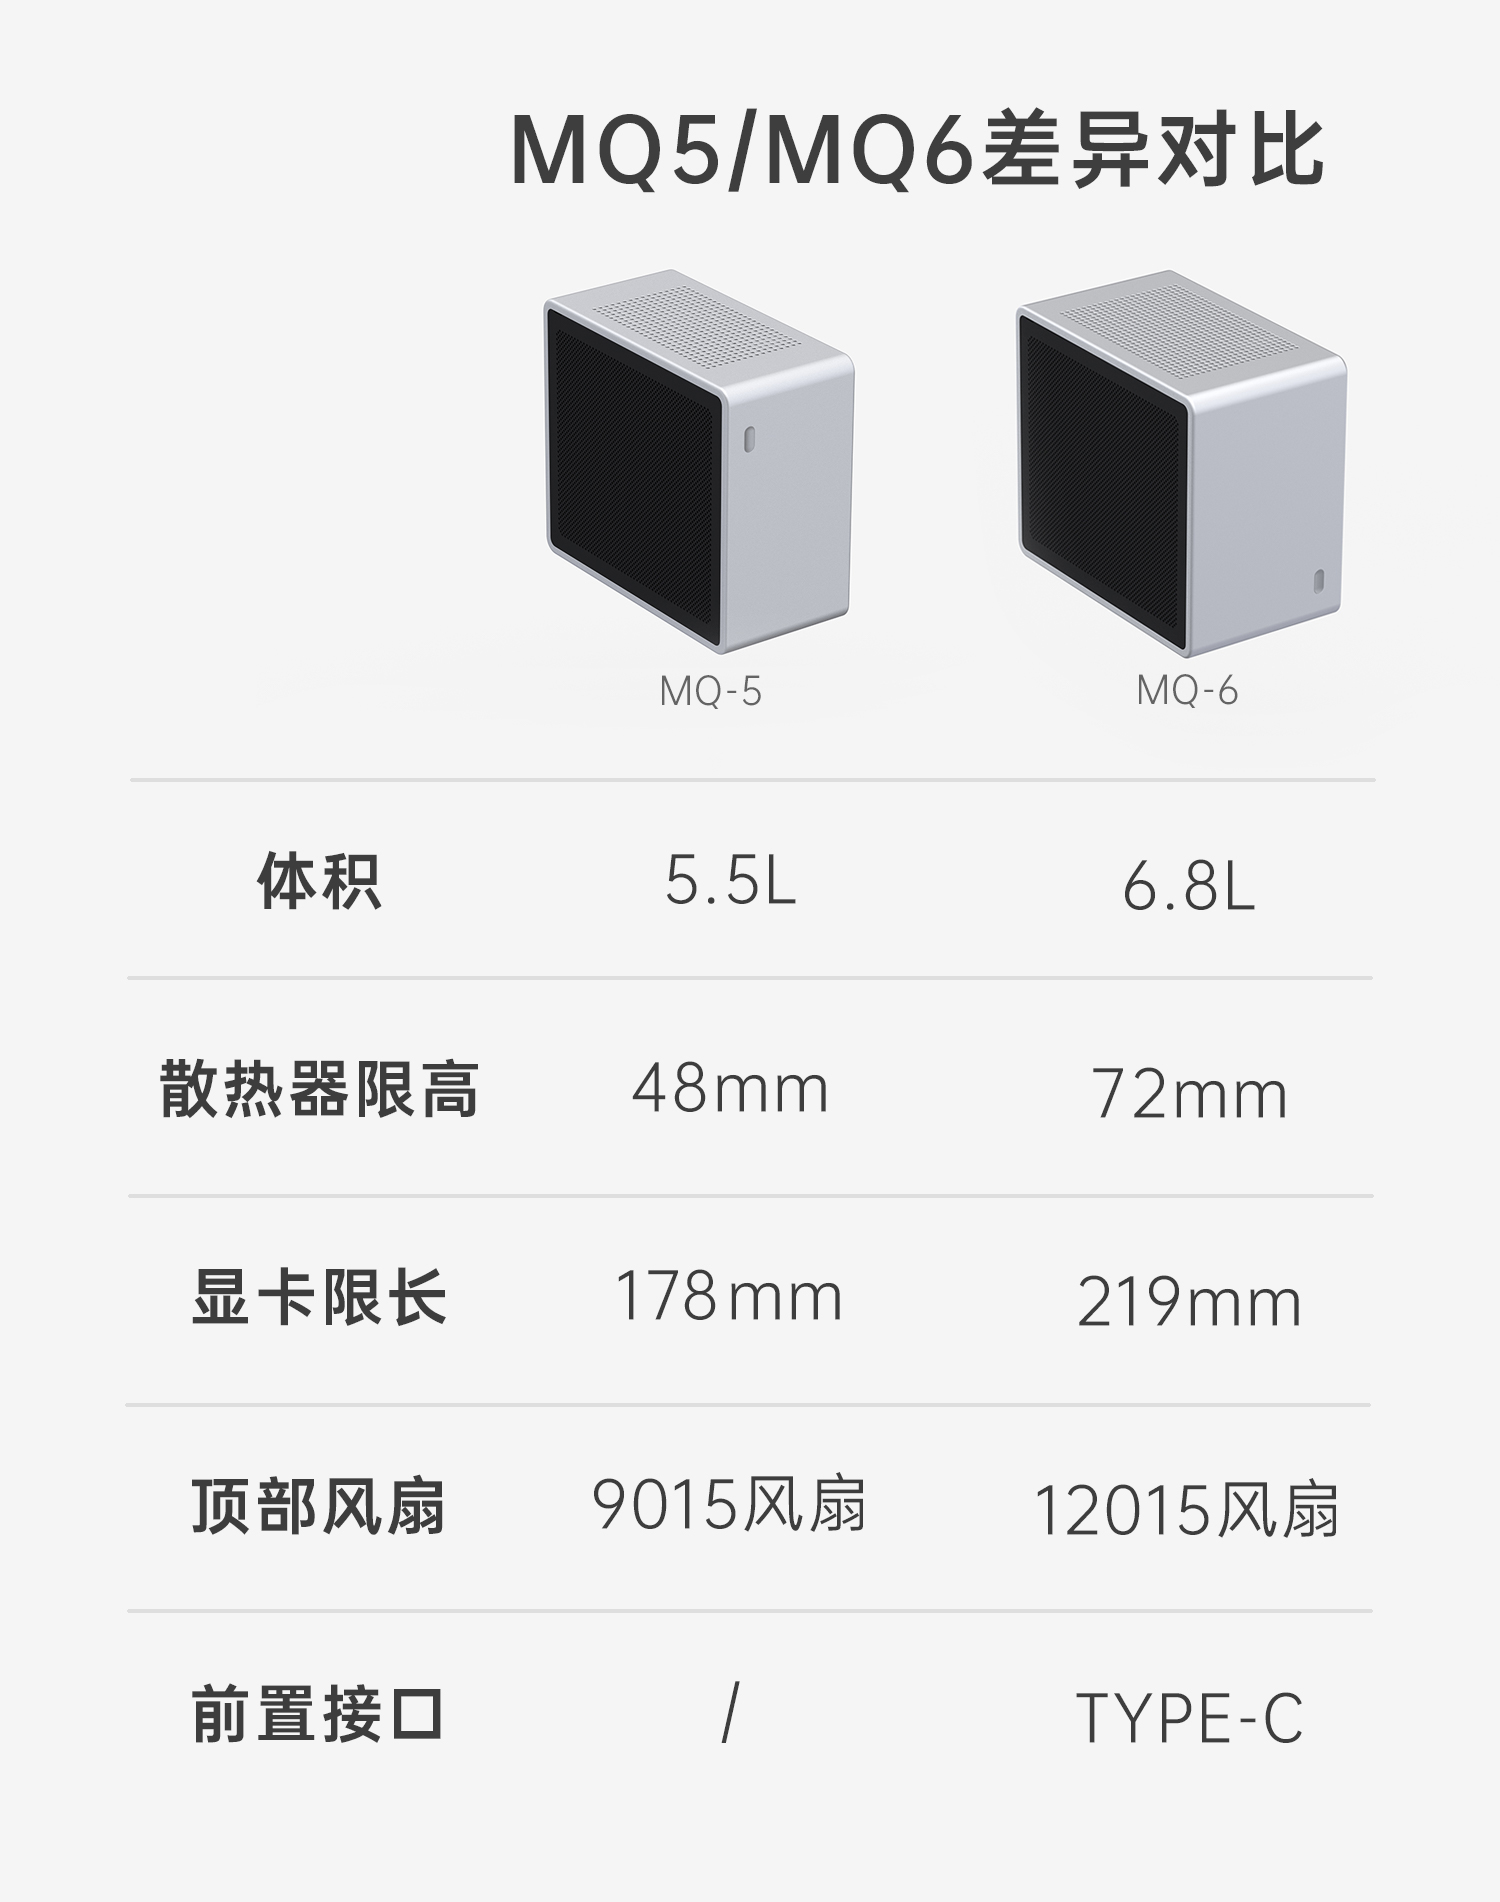 MQ5/MQ6差异对比
MQ-5 MQ-6
体积 5.5L 6.8L
散热器限高 48mm 72mm
显卡限长 178mm 219mm
顶部风扇 9015风扇 12015风扇
前置接口 / TYPE-C